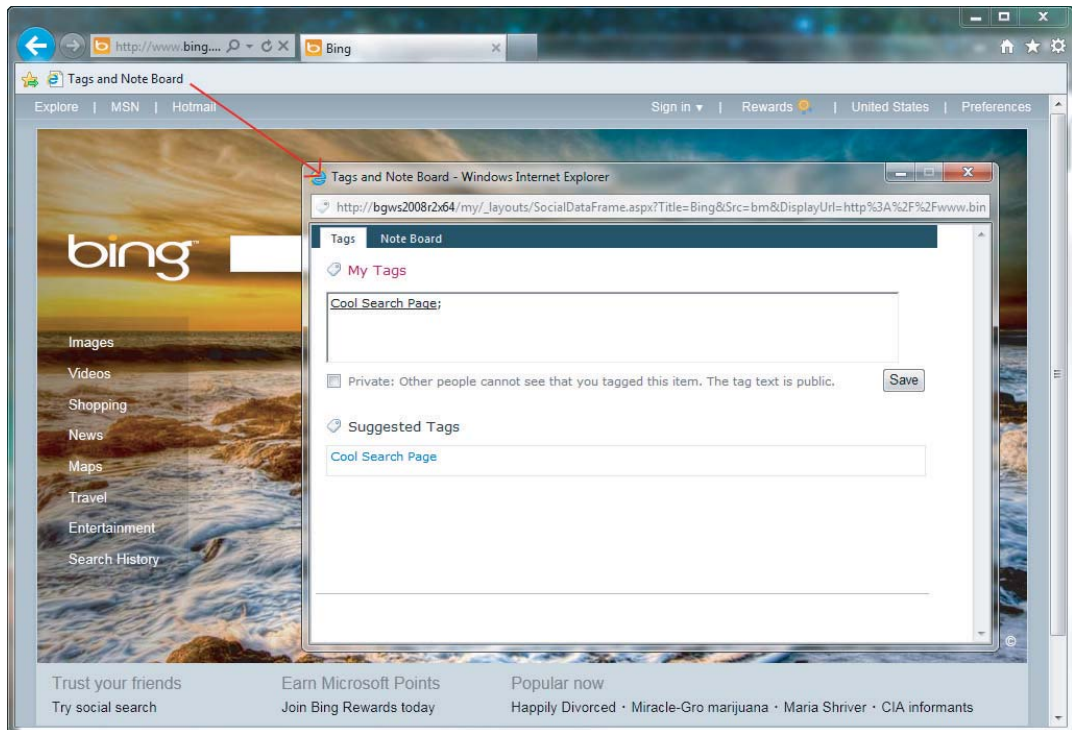 http://www.bing....
Bing
Tags and Note Board
Explore | MSN | Hotmail
Sign in | Rewards | United States | Preferences
bing™
Images
Videos
Shopping
News
Maps
Travel
Entertainment
Search History
Tags and Note Board - Windows Internet Explorer
http://bgws2008r2x64/my/_layouts/SocialDataFrame.aspx?Title=Bing&Src=bm&DisplayUrl=http%3A%2F%2Fwww.bin
Tags Note Board
My Tags
Cool Search Page;
Private: Other people cannot see that you tagged this item. The tag text is public.
Save
Suggested Tags
Cool Search Page
©
Trust your friends
Try social search
Earn Microsoft Points
Join Bing Rewards today
Popular now
Happily Divorced · Miracle-Gro marijuana · Maria Shriver · CIA informants